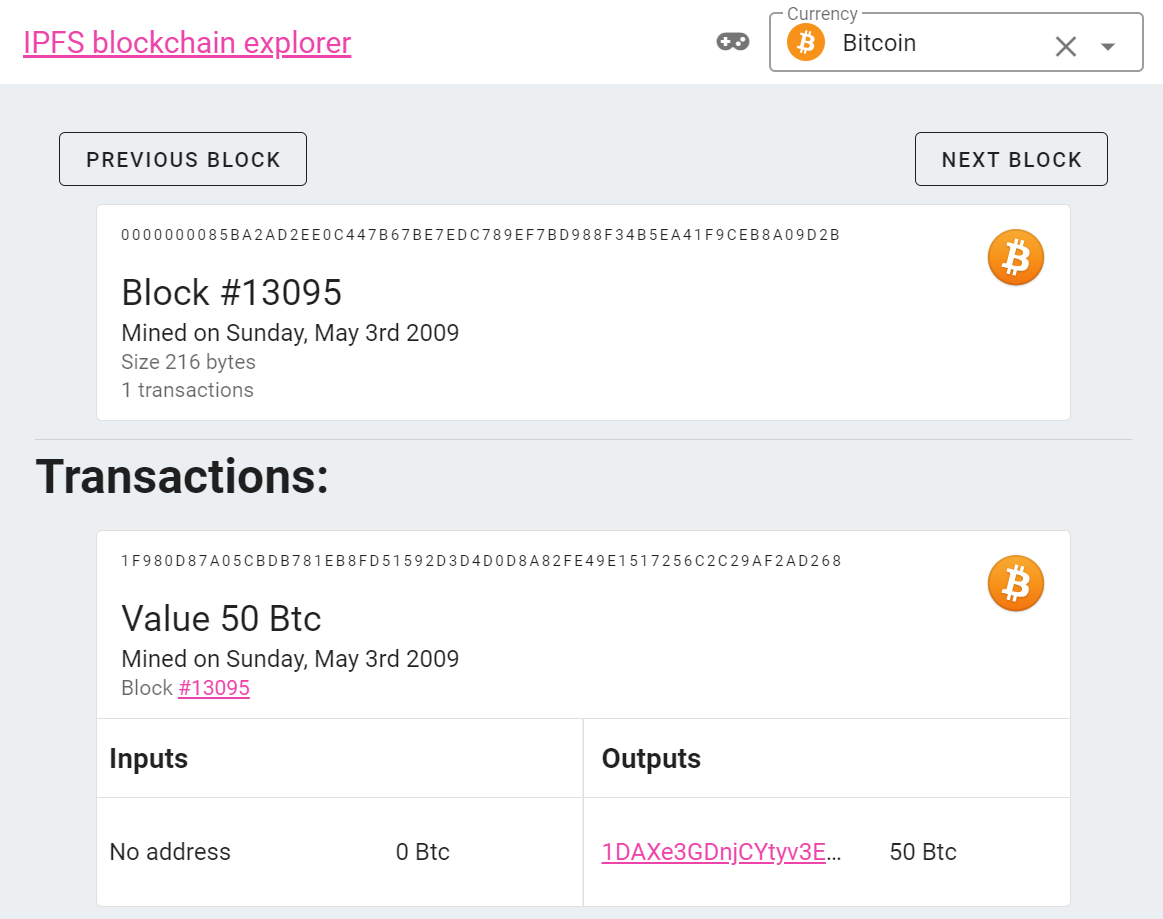 IPFS blockchain explorer
Currency
Bitcoin
PREVIOUS BLOCK
NEXT BLOCK
0000000085BA2AD2EE0C447B67BE7EDC789EF7BD988F34B5EA41F9CEB8A09D2B
Block #13095
Mined on Sunday, May 3rd 2009
Size 216 bytes
1 transactions
Transactions:
1F980D87A05CBDB781EB8FD51592D3D4D0D8A82FE49E1517256C2C29AF2AD268
Value 50 Btc
Mined on Sunday, May 3rd 2009
Block #13095
Inputs
Outputs
No address 0 Btc
1DAXe3GDnjCYtyv3E... 50 Btc